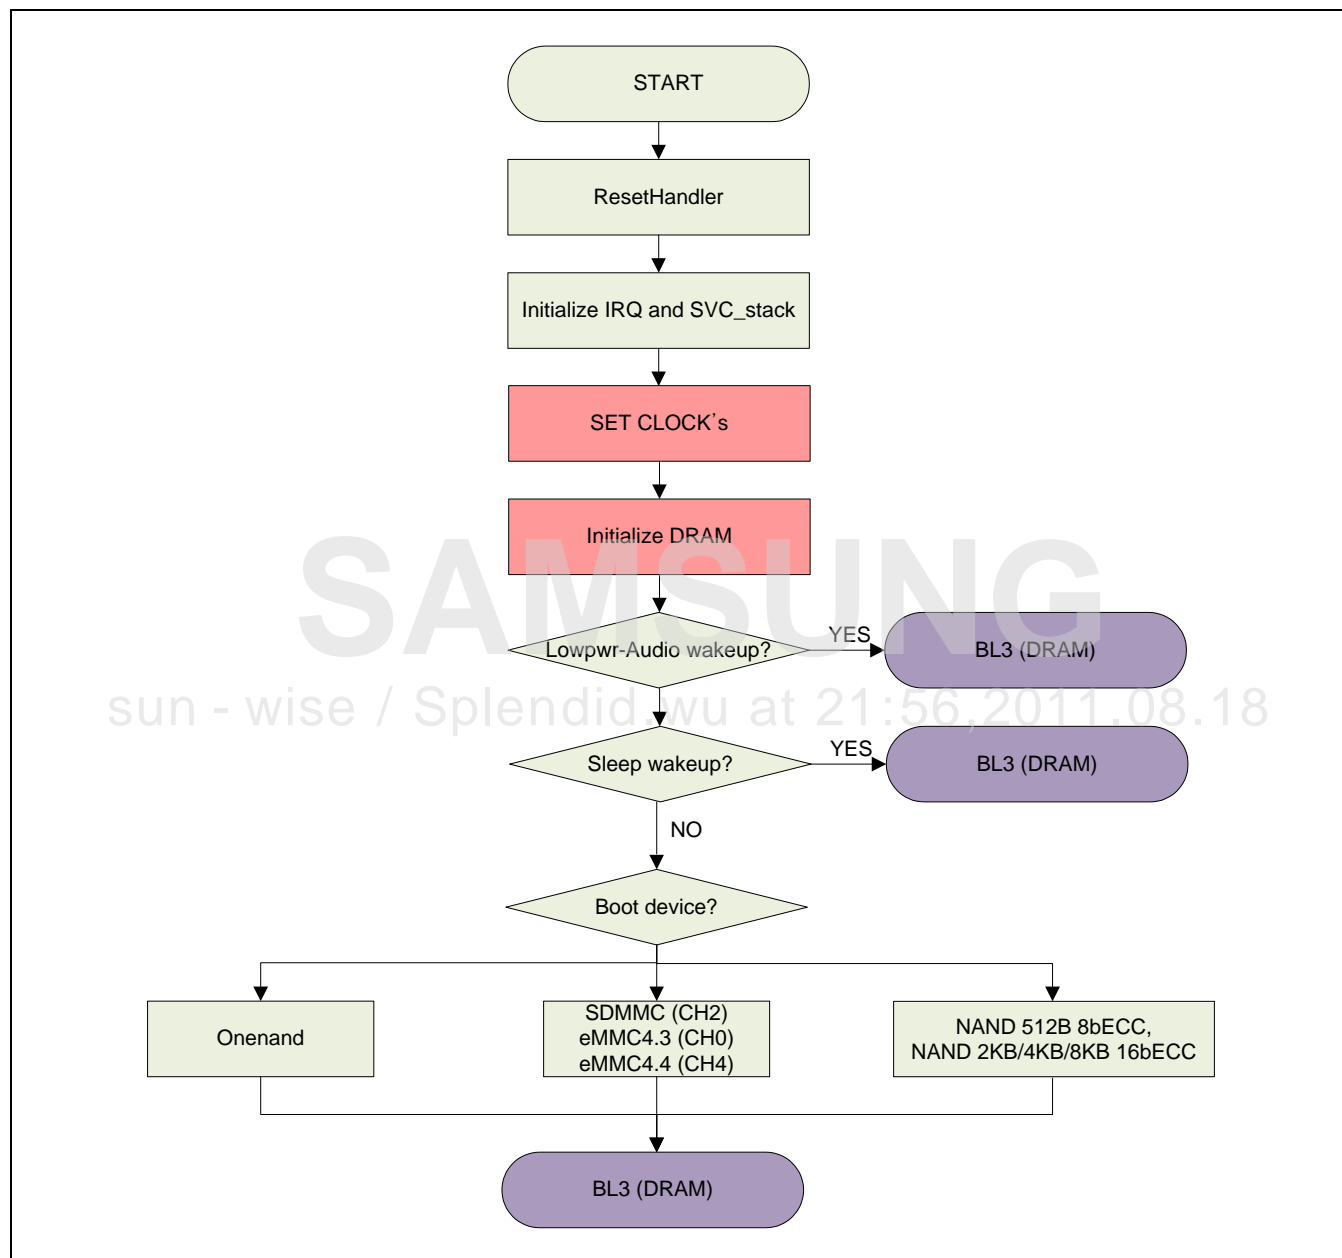 START
ResetHandler
Initialize IRQ and SVC_stack
SET CLOCK's
Initialize DRAM
SAMSUNG
Lowpwr-Audio wakeup?
YES
BL3 (DRAM)
sun - wise / Splendid.wu at 21:56,2011.08.18
Sleep wakeup?
YES
BL3 (DRAM)
NO
Boot device?
Onenand
SDMMC (CH2)
eMMC4.3 (CH0)
eMMC4.4 (CH4)
NAND 512B 8bECC,
NAND 2KB/4KB/8KB 16bECC
BL3 (DRAM)